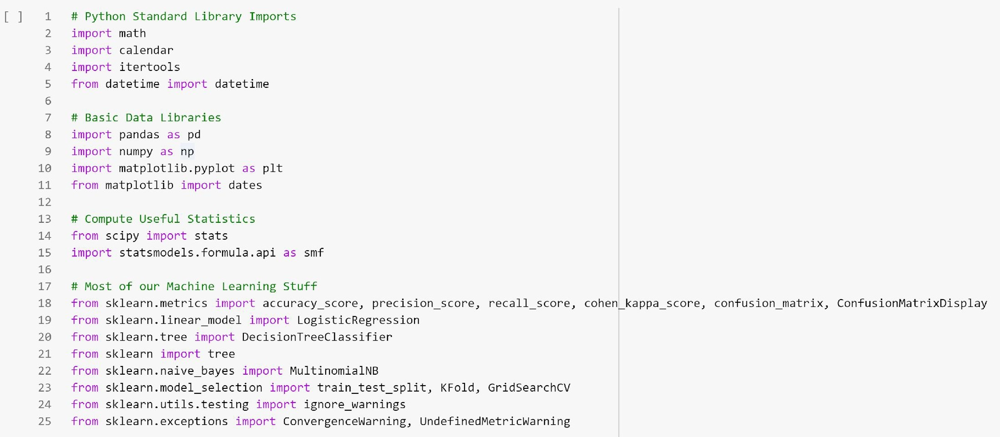 [ ] 1 # Python Standard Library Imports
2 import math
3 import calendar
4 import itertools
5 from datetime import datetime
6
7 # Basic Data Libraries
8 import pandas as pd
9 import numpy as np
10 import matplotlib.pyplot as plt
11 from matplotlib import dates
12
13 # Compute Useful Statistics
14 from scipy import stats
15 import statsmodels.formula.api as smf
16
17 # Most of our Machine Learning Stuff
18 from sklearn.metrics import accuracy_score, precision_score, recall_score, cohen_kappa_score, confusion_matrix, ConfusionMatrixDisplay
19 from sklearn.linear_model import LogisticRegression
20 from sklearn.tree import DecisionTreeClassifier
21 from sklearn import tree
22 from sklearn.naive_bayes import MultinomialNB
23 from sklearn.model_selection import train_test_split, KFold, GridSearchCV
24 from sklearn.utils.testing import ignore_warnings
25 from sklearn.exceptions import ConvergenceWarning, UndefinedMetricWarning